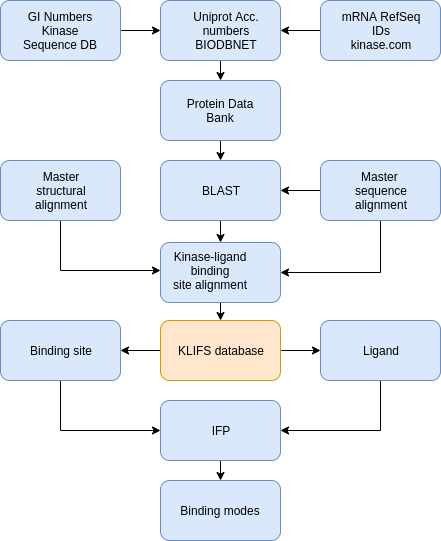 GI Numbers
Kinase
Sequence DB
Uniprot Acc.
numbers
BIODBNET
mRNA RefSeq
IDs
kinase.com
Protein Data
Bank
Master
structural
alignment
BLAST
Master
sequence
alignment
Kinase-ligand
binding
site alignment
Binding site
KLIFS database
Ligand
IFP
Binding modes